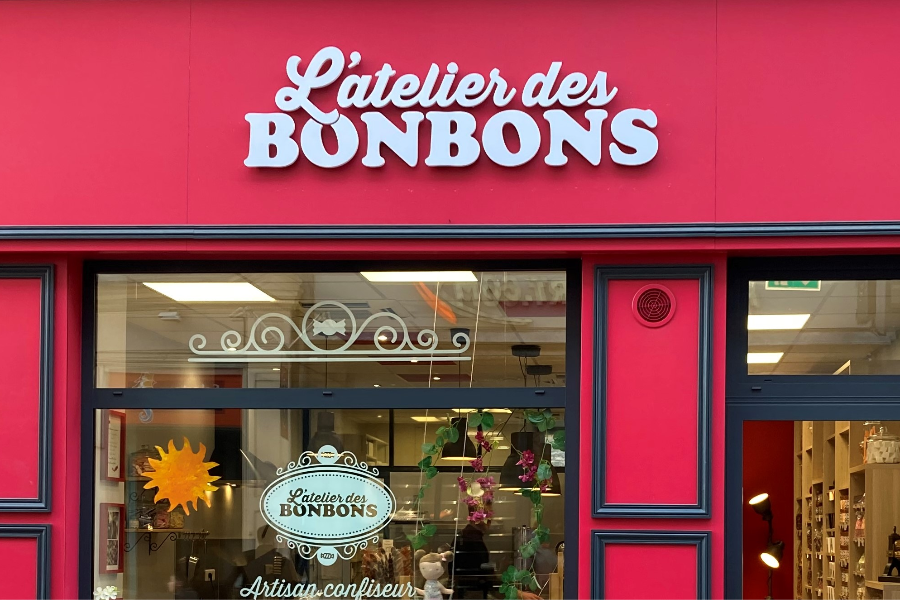 L'atelier des
BONBONS
L'atelier des
BONBONS
Artisan confiseur